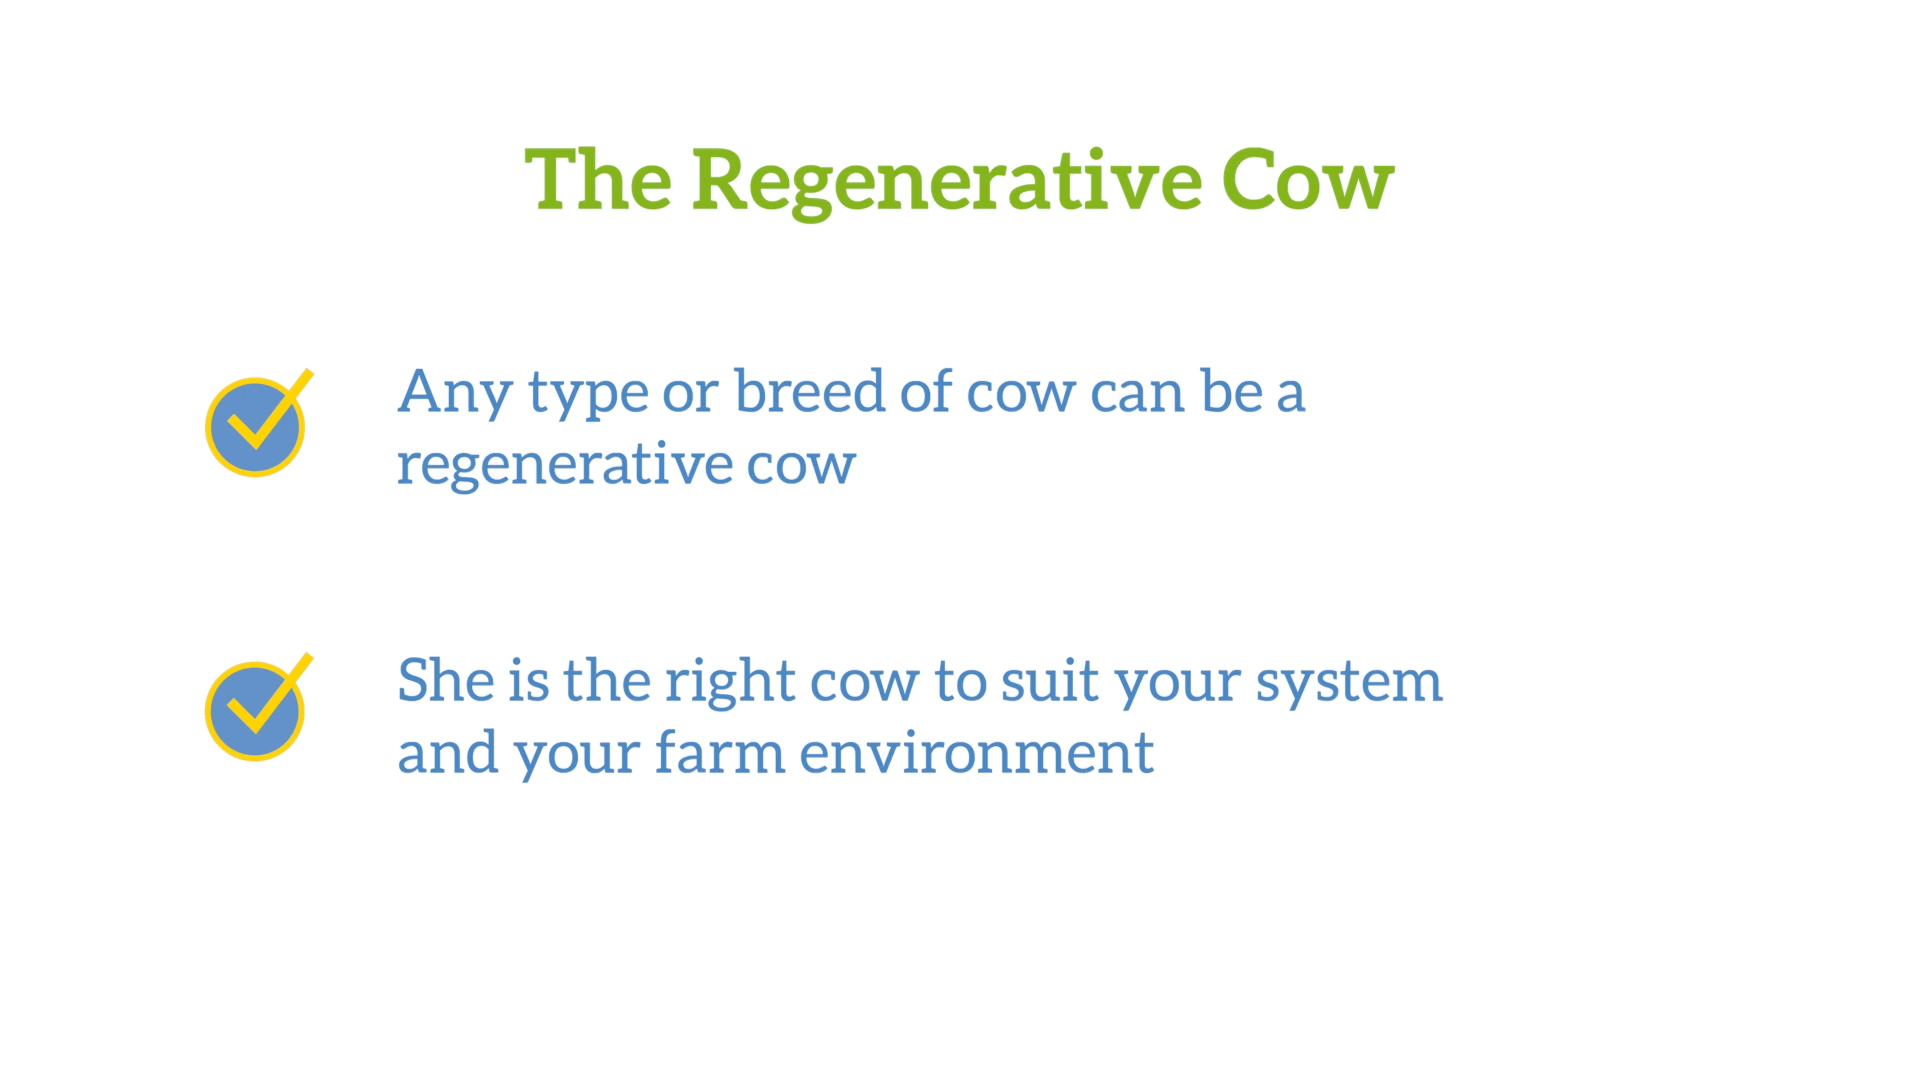 The Regenerative Cow
Any type or breed of cow can be a
regenerative cow
She is the right cow to suit your system
and your farm environment